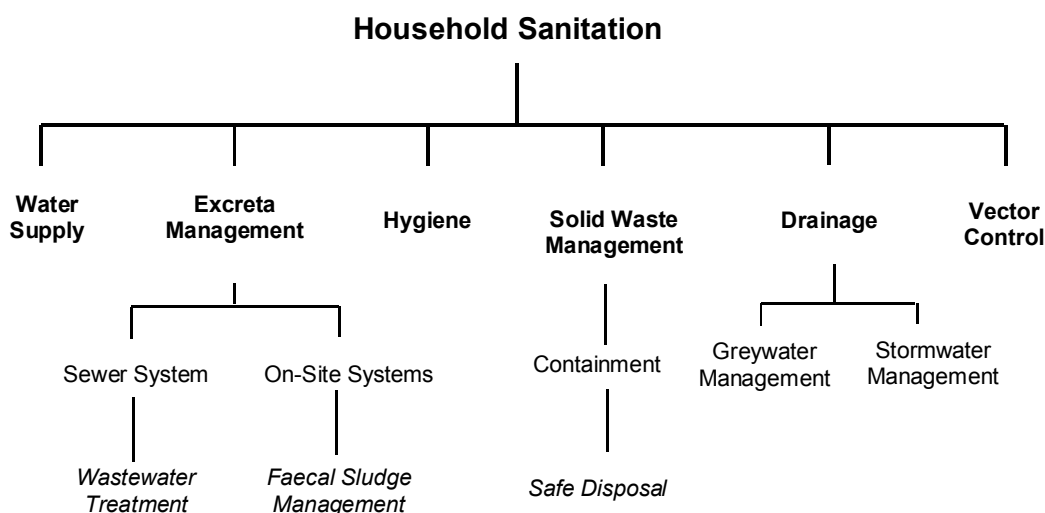 Household Sanitation
Water
Supply
Excreta
Management
Hygiene
Solid Waste
Management
Drainage
Vector
Control
Sewer System
On-Site Systems
Containment
Greywater
Management
Stormwater
Management
Wastewater
Treatment
Faecal Sludge
Management
Safe Disposal